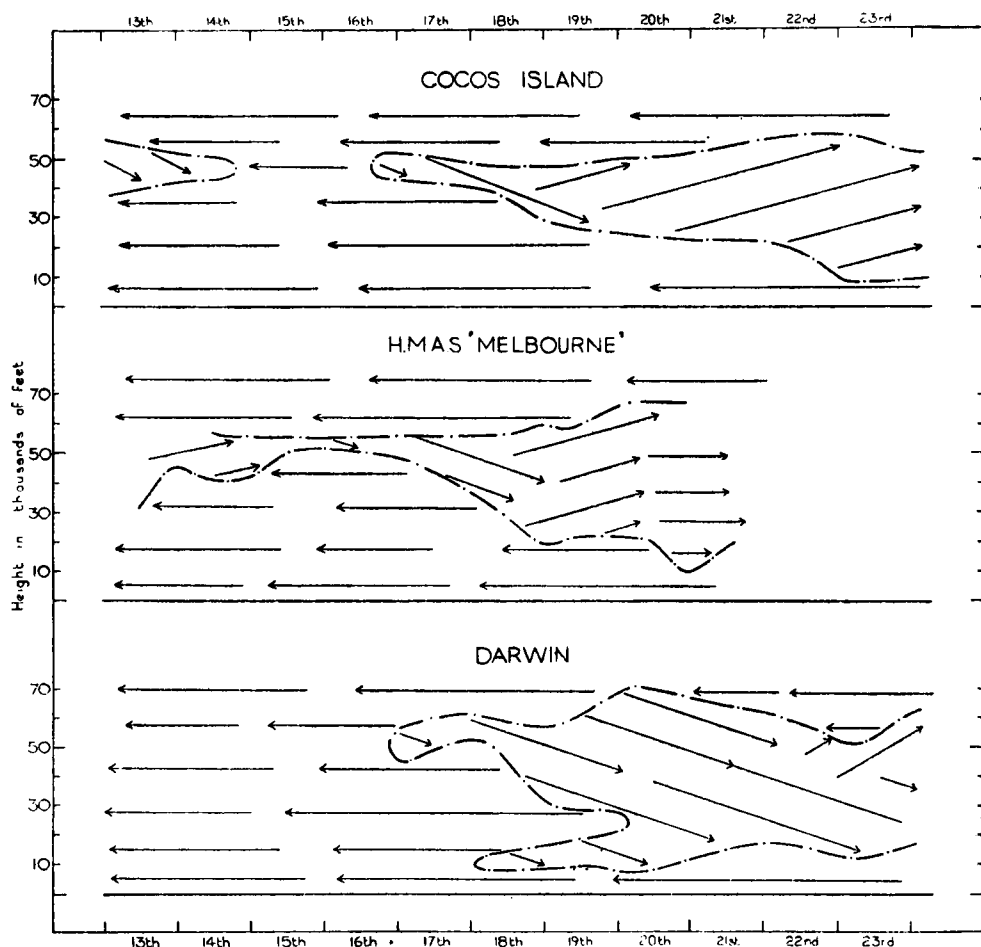 13th 14th 15th 16th 17th 18th 19th 20th 21st. 22nd 23rd
COCOS ISLAND
70
50
30
10
H.M.A.S 'MELBOURNE'
Height in thousands of feet
70
50
30
10
DARWIN
70
50
30
10
13th 14th 15th 16th 17th 18th 19th 20th 21st. 22nd 23rd